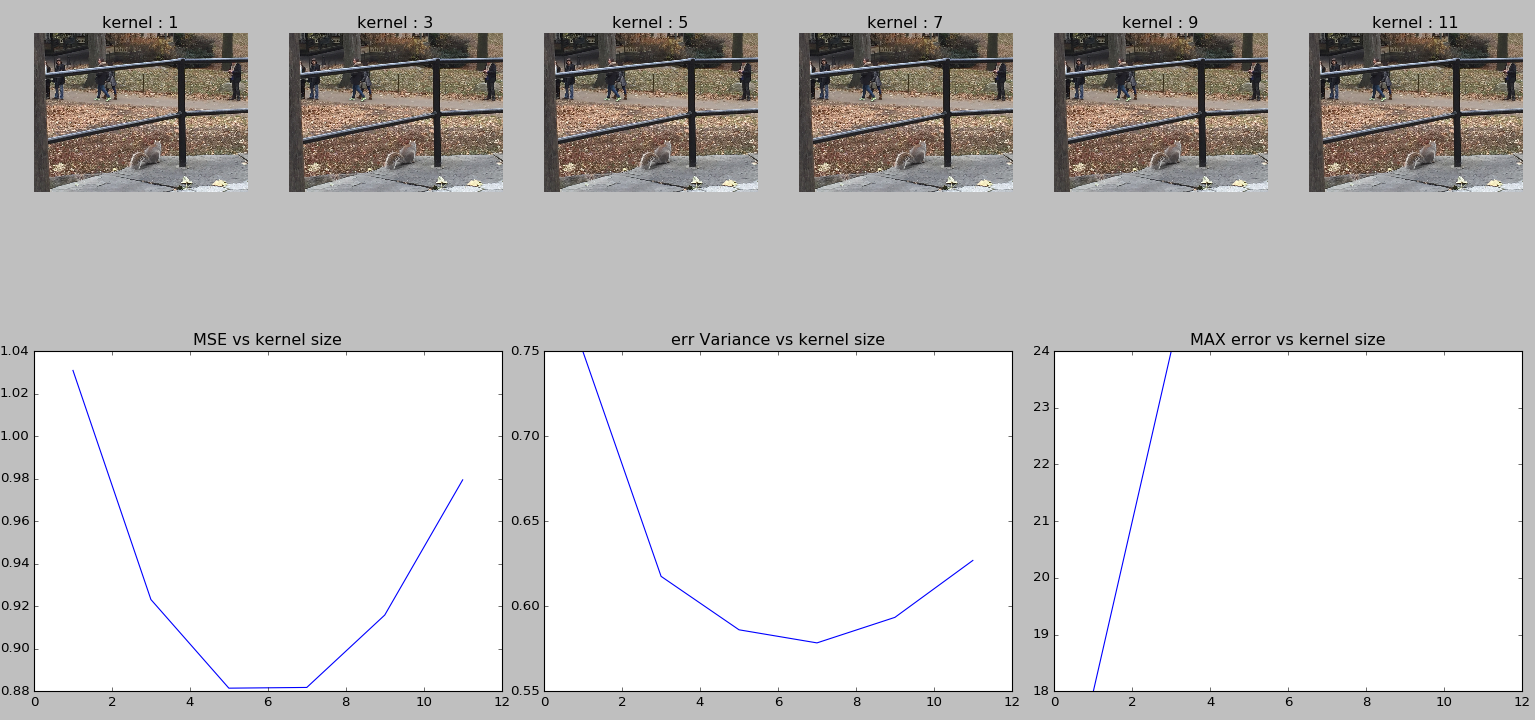 kernel : 1
kernel : 3
kernel : 5
kernel : 7
kernel : 9
kernel : 11
MSE vs kernel size
1.04
1.02
1.00
0.98
0.96
0.94
0.92
0.90
0.88
0 2 4 6 8 10 12
err Variance vs kernel size
0.75
0.70
0.65
0.60
0.55
0 2 4 6 8 10 12
MAX error vs kernel size
24
23
22
21
20
19
18
0 2 4 6 8 10 12